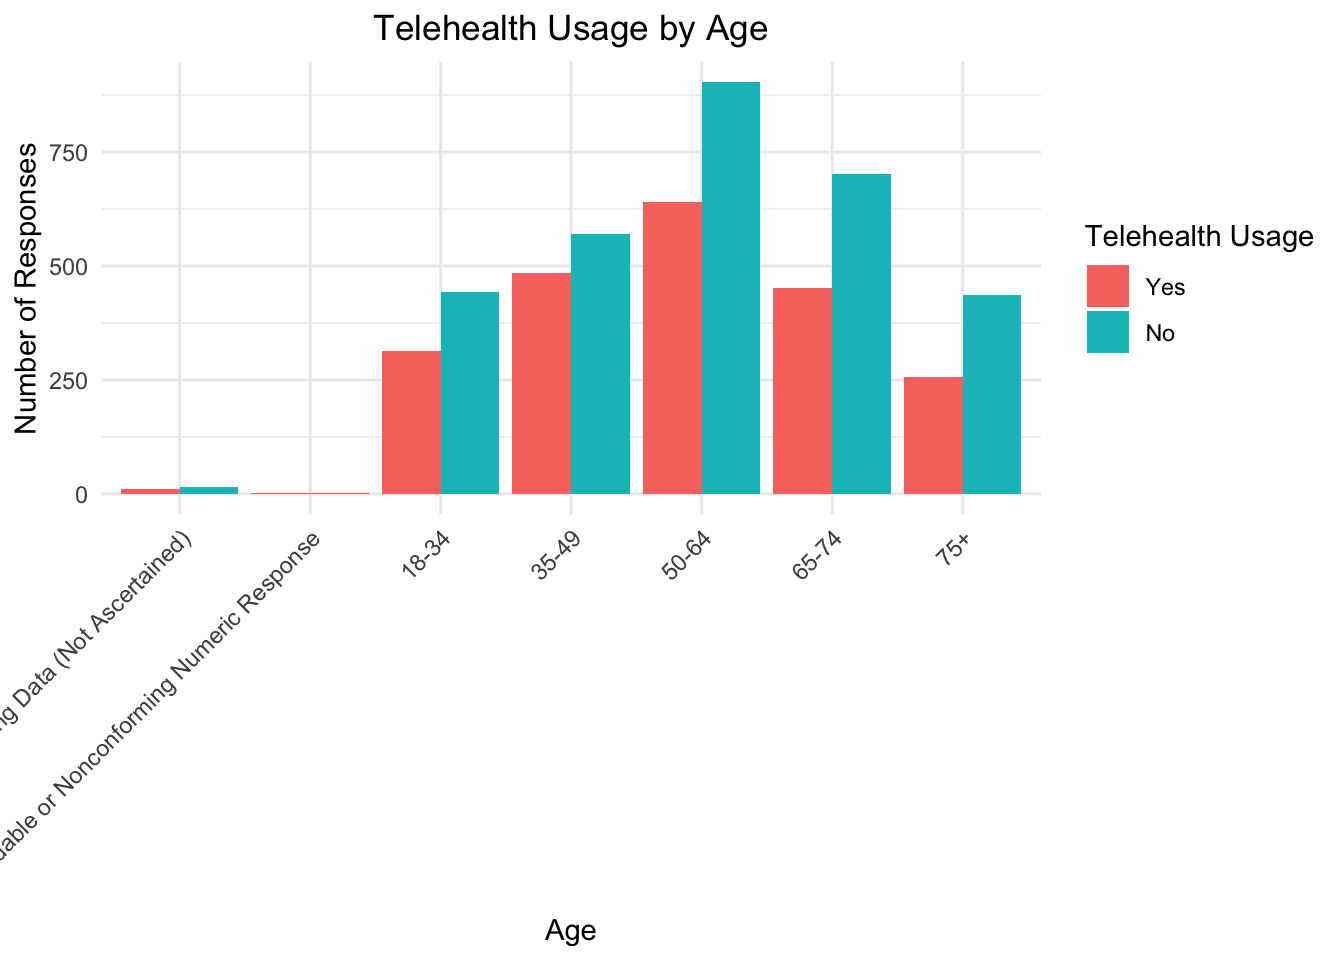 Telehealth Usage by Age
Number of Responses
750
500
250
0
Data (Not Ascertained)
or Nonconforming Numeric Response
18-34
35-49
50-64
65-74
75+
Age
Telehealth Usage
Yes
No